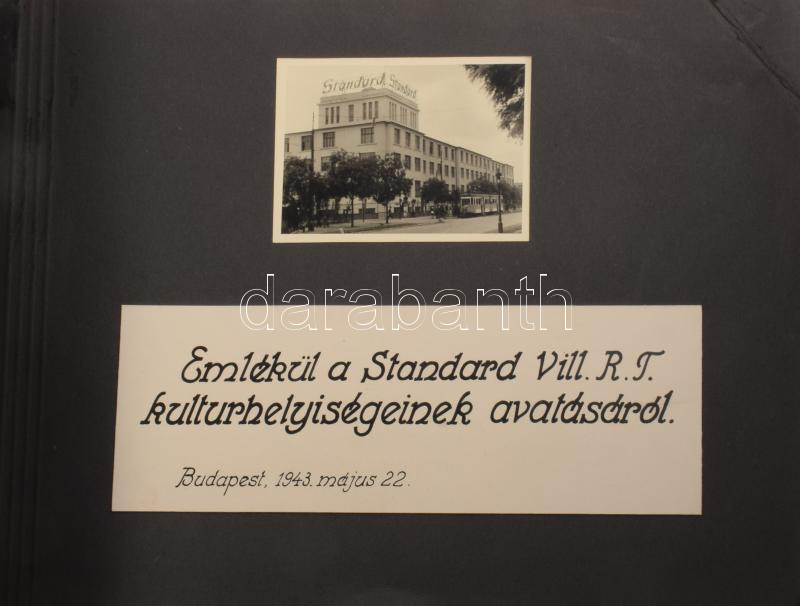 Standard Standard
darabanth
Emlékül a Standard Vill. R.T.
kulturhelyiségeinek avatásáról.
Budapest, 1943. május 22.